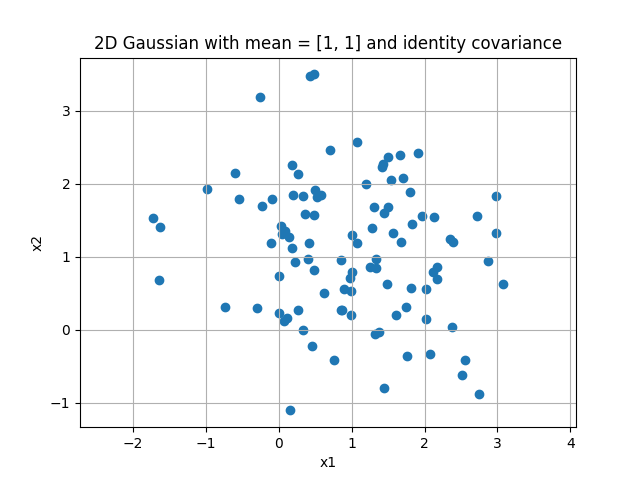 2D Gaussian with mean = [1, 1] and identity covariance
x2
3
2
1
0
−1
−2 −1 0 1 2 3 4
x1